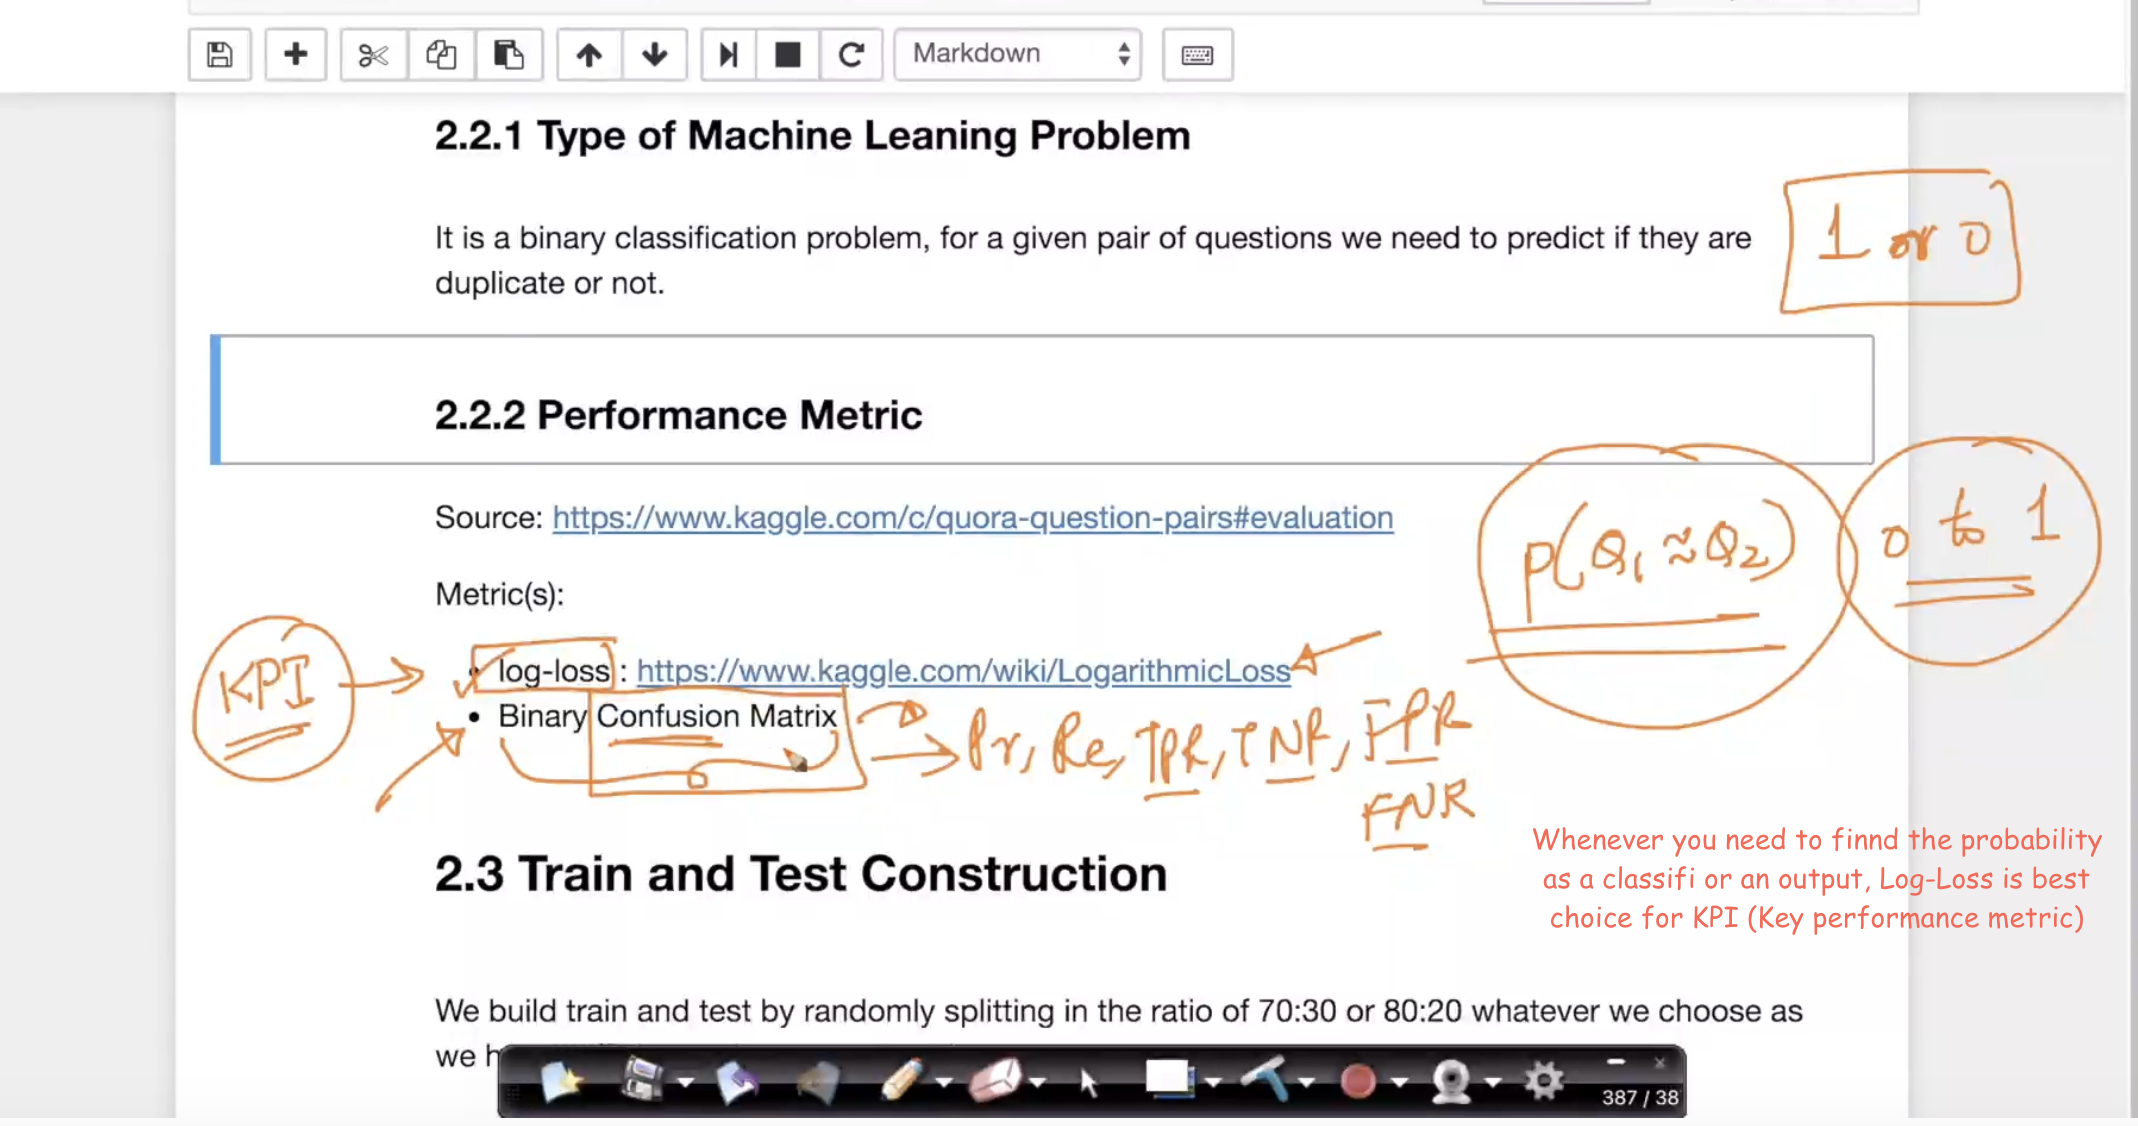 Markdown
2.2.1 Type of Machine Leaning Problem
It is a binary classification problem, for a given pair of questions we need to predict if they are
duplicate or not.
1 or 0
2.2.2 Performance Metric
Source: https://www.kaggle.com/c/quora-question-pairs#evaluation
p(Q1 ≈ Q2) 0 to 1
Metric(s):
KPI
log-loss : https://www.kaggle.com/wiki/LogarithmicLoss
• Binary Confusion Matrix
Pr, Re, TPR, TNR, FPR
FNR
2.3 Train and Test Construction
Whenever you need to finnd the probability
as a classifi or an output, Log-Loss is best
choice for KPI (Key performance metric)
We build train and test by randomly splitting in the ratio of 70:30 or 80:20 whatever we choose as
we h
387 / 38